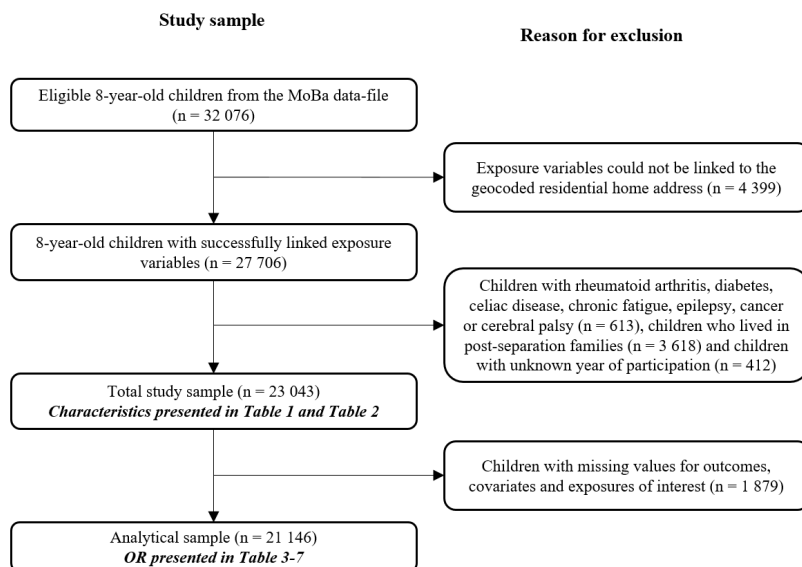 Study sample
Reason for exclusion
Eligible 8-year-old children from the MoBa data-file
(n = 32 076)
Exposure variables could not be linked to the
geocoded residential home address (n = 4 399)
8-year-old children with successfully linked exposure
variables (n = 27 706)
Children with rheumatoid arthritis, diabetes,
celiac disease, chronic fatigue, epilepsy, cancer
or cerebral palsy (n = 613), children who lived in
post-separation families (n = 3 618) and children
with unknown year of participation (n = 412)
Total study sample (n = 23 043)
Characteristics presented in Table 1 and Table 2
Children with missing values for outcomes,
covariates and exposures of interest (n = 1 879)
Analytical sample (n = 21 146)
OR presented in Table 3-7